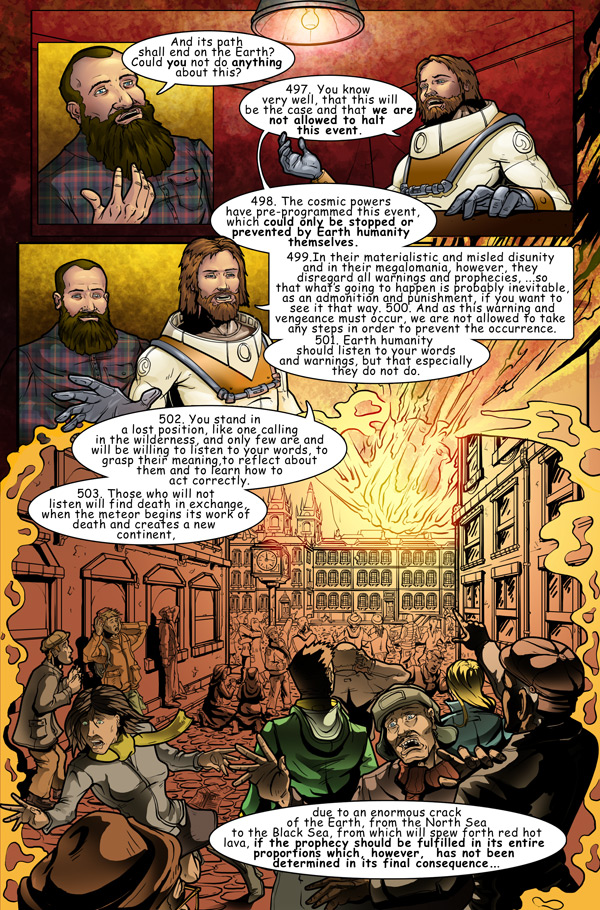 And its path
shall end on the Earth?
Could you not do anything
about this?
497. You know
very well, that this will
be the case and that we are
not allowed to halt
this event.
498. The cosmic powers
have pre-programmed this event,
which could only be stopped or
prevented by Earth humanity
themselves.
499.In their materialistic and misled disunity
and in their megalomania, however, they
disregard all warnings and prophecies, ...so
that what's going to happen is probably inevitable,
as an admonition and punishment, if you want to
see it that way. 500. And as this warning and
vengeance must occur, we are not allowed to take
any steps in order to prevent the occurrence.
501. Earth humanity
should listen to your words
and warnings, but that especially
they do not do.
502. You stand in
a lost position, like one calling
in the wilderness, and only few are and
will be willing to listen to your words, to
grasp their meaning,to reflect about
them and to learn how to
act correctly.
503. Those who will not
listen will find death in exchange,
when the meteor begins its work of
death and creates a new
continent,
due to an enormous crack
of the Earth, from the North Sea
to the Black Sea, from which will spew forth red hot
lava, if the prophecy should be fulfilled in its entire
proportions which, however, has not been
determined in its final consequence...